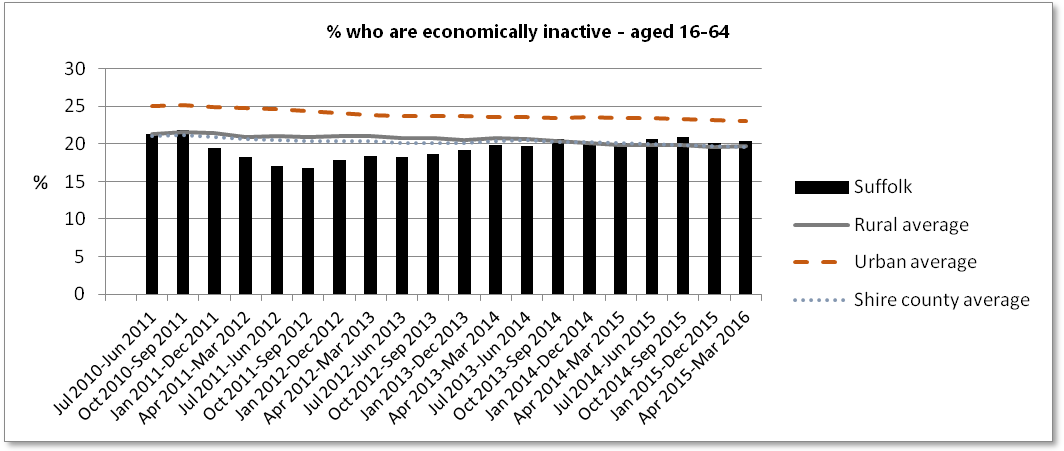 % who are economically inactive - aged 16-64
30
25
20
15
10
5
0
%
Jul 2010-Jun 2011
Oct 2010-Sep 2011
Jan 2011-Dec 2011
Apr 2011-Mar 2012
Jul 2011-Jun 2012
Oct 2011-Sep 2012
Jan 2012-Dec 2012
Apr 2012-Mar 2013
Jul 2012-Jun 2013
Oct 2012-Sep 2013
Jan 2013-Dec 2013
Apr 2013-Mar 2014
Jul 2013-Jun 2014
Oct 2013-Sep 2014
Jan 2014-Dec 2014
Apr 2014-Mar 2015
Jul 2014-Jun 2015
Oct 2014-Sep 2015
Jan 2015-Dec 2015
Apr 2015-Mar 2016
Suffolk
Rural average
Urban average
Shire county average